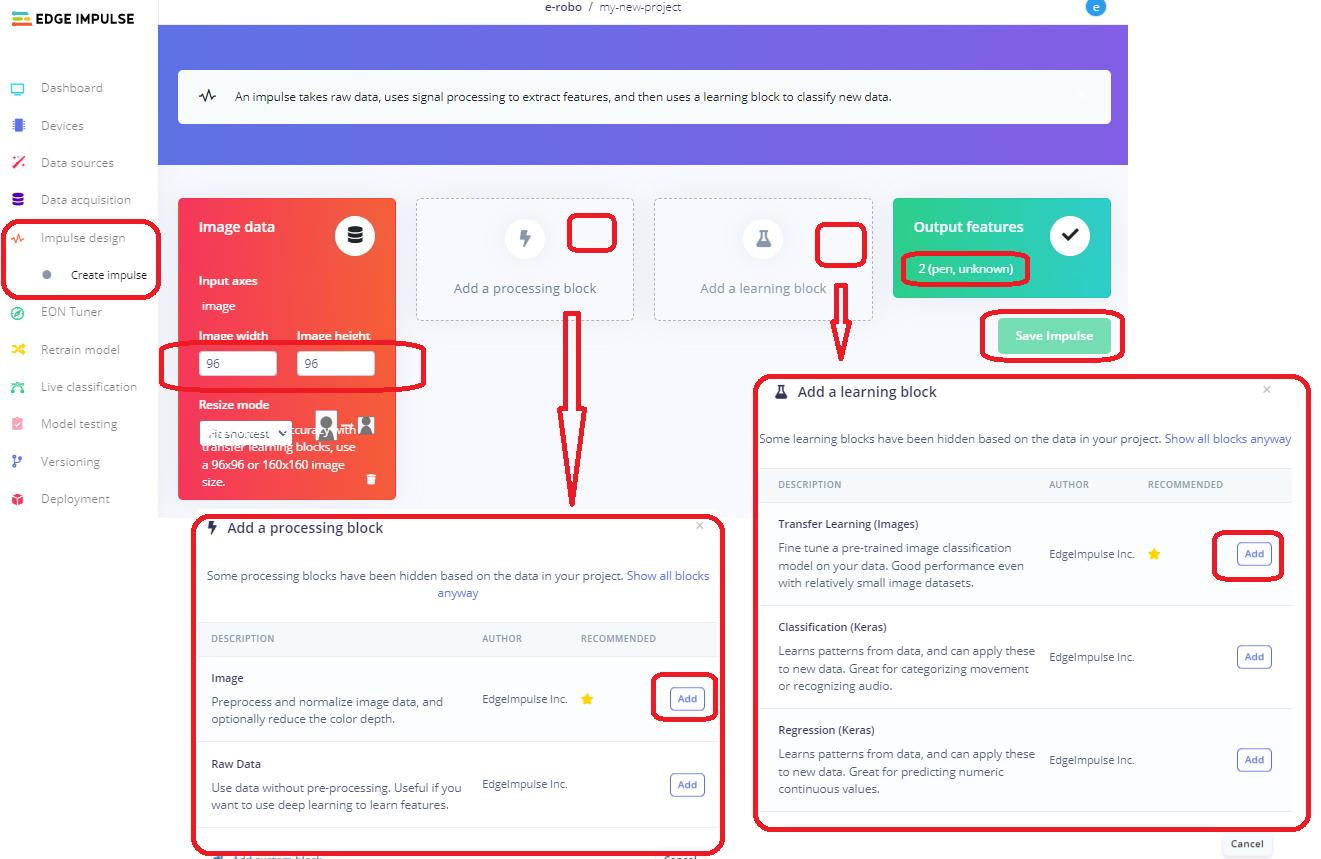 EDGE IMPULSE
e-robo / my-new-project
e
Dashboard
Devices
Data sources
Data acquisition
Impulse design
Create impulse
EON Tuner
Retrain model
Live classification
Model testing
Versioning
Deployment
An impulse takes raw data, uses signal processing to extract features, and then uses a learning block to classify new data.
Image data
Input axes
image
Image width
Image height
96
96
Resize mode
Fit shortest
accuracy with
transfer learning blocks, use
a 96x96 or 160x160 image
size.
Add a processing block
Add a learning block
Output features
2 (pen, unknown)
Save Impulse
Add a processing block
×
Some processing blocks have been hidden based on the data in your project. Show all blocks
anyway
DESCRIPTION
AUTHOR
RECOMMENDED
Image
Preprocess and normalize image data, and
optionally reduce the color depth.
EdgeImpulse Inc.
Add
Raw Data
Use data without pre-processing. Useful if you
want to use deep learning to learn features.
EdgeImpulse Inc.
Add
Add custom block
Cancel
Add a learning block
×
Some learning blocks have been hidden based on the data in your project. Show all blocks anyway
DESCRIPTION
AUTHOR
RECOMMENDED
Transfer Learning (Images)
Fine tune a pre-trained image classification
model on your data. Good performance even
with relatively small image datasets.
EdgeImpulse Inc.
Add
Classification (Keras)
Learns patterns from data, and can apply these
to new data. Great for categorizing movement
or recognizing audio.
EdgeImpulse Inc.
Add
Regression (Keras)
Learns patterns from data, and can apply these
to new data. Great for predicting numeric
continuous values.
EdgeImpulse Inc.
Add
Cancel